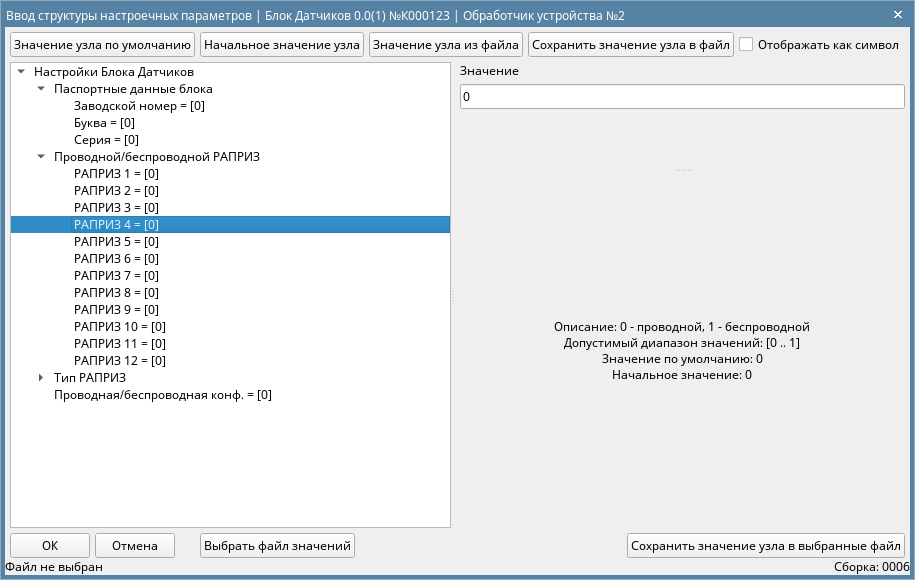 Ввод структуры настроечных параметров | Блок Датчиков 0.0(1) №К000123 | Обработчик устройства №2
Значение узла по умолчанию Начальное значение узла Значение узла из файла Сохранить значение узла в файл Отображать как символ
Настройки Блока Датчиков
Паспортные данные блока
Заводской номер = [0]
Буква = [0]
Серия = [0]
Проводной/беспроводной РАПРИЗ
РАПРИЗ 1 = [0]
РАПРИЗ 2 = [0]
РАПРИЗ 3 = [0]
РАПРИЗ 4 = [0]
РАПРИЗ 5 = [0]
РАПРИЗ 6 = [0]
РАПРИЗ 7 = [0]
РАПРИЗ 8 = [0]
РАПРИЗ 9 = [0]
РАПРИЗ 10 = [0]
РАПРИЗ 11 = [0]
РАПРИЗ 12 = [0]
Тип РАПРИЗ
Проводная/беспроводная конф. = [0]
Значение
0
Описание: 0 - проводной, 1 - беспроводной
Допустимый диапазон значений: [0 .. 1]
Значение по умолчанию: 0
Начальное значение: 0
ОК Отмена Выбрать файл значений Сохранить значение узла в выбранные файл
Файл не выбран Сборка: 0006